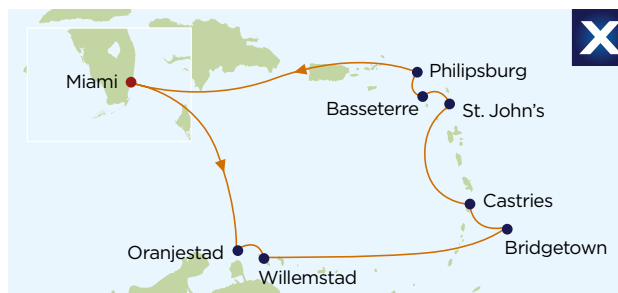 X
Miami
Philipsburg
Basseterre
St. John's
Castries
Bridgetown
Oranjestad
Willemstad